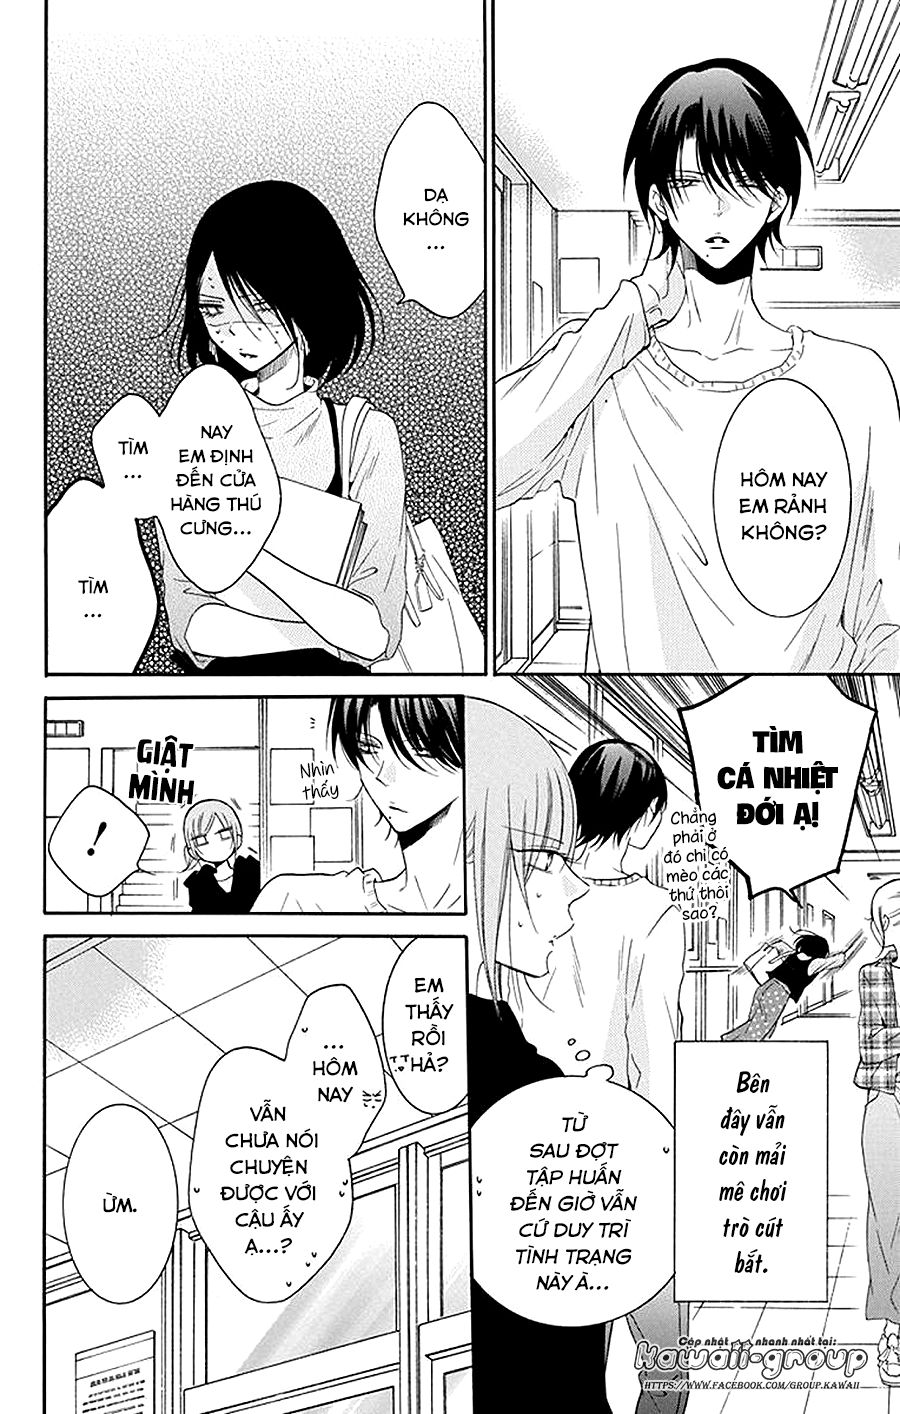 HÔM NAY
EM RẢNH
KHÔNG?
DẠ
KHÔNG
...
NAY
EM ĐỊNH
ĐẾN CỬA
HÀNG THÚ
CƯNG...
TÌM
...
TÌM
...
TÌM
CÁ NHIỆT
ĐỚI Ạ!
Chẳng
phải ở
đó chỉ có
mèo các
thứ thôi
sao?
Nhìn
thấy
GIẬT
MÌNH
!
Bên
đây vẫn
còn mải
mê chơi
trò cút
bắt.
TỪ
SAU ĐỢT
TẬP HUẤN
ĐẾN GIỜ VẪN
CỨ DUY TRÌ
TÌNH TRẠNG
NÀY À...
EM
THẤY
RỒI
HẢ?
...
HÔM
NAY
VẪN
CHƯA NÓI
CHUYỆN
ĐƯỢC VỚI
CẬU ẤY
Ạ...?
ỪM.
Cập nhật nhanh nhất tại:
kawaii-group
HTTPS://WWW.FACEBOOK.COM/GROUP.KAWAII